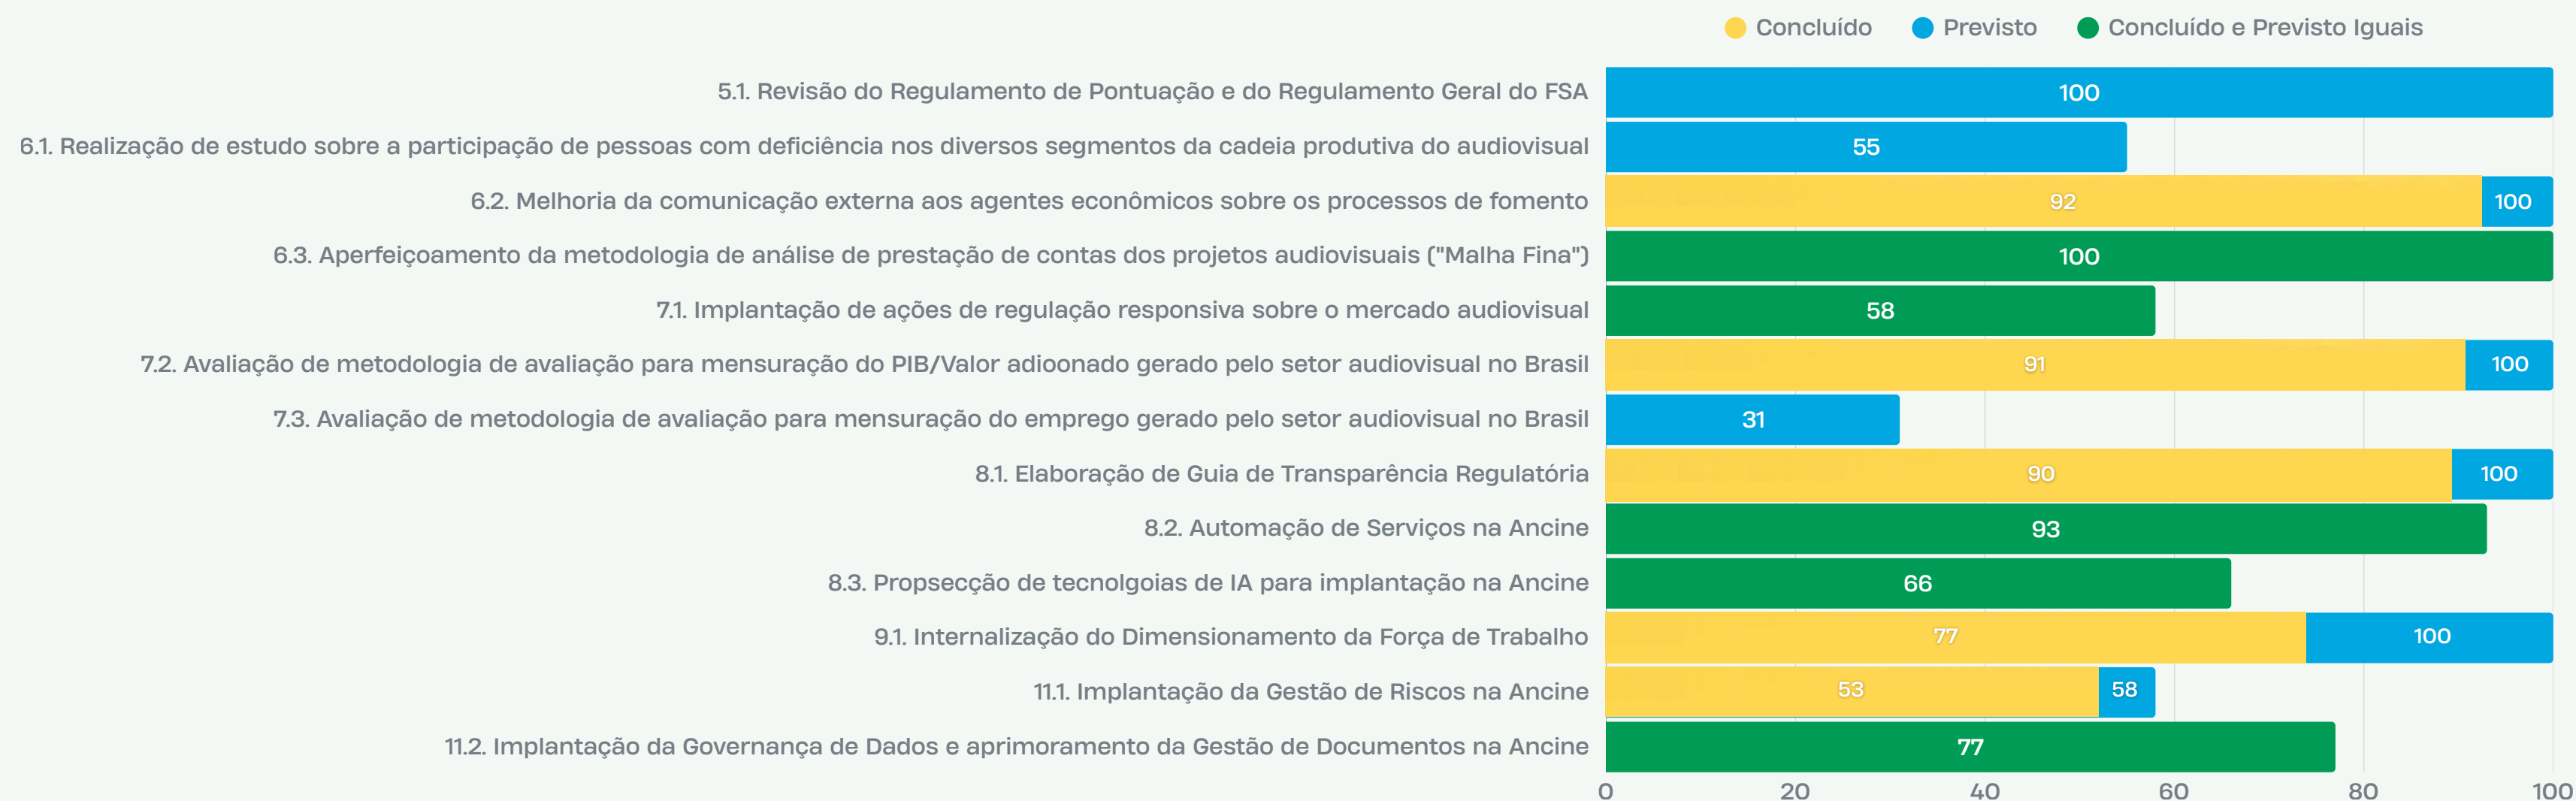 Concluído Previsto Concluído e Previsto Iguais
5.1. Revisão do Regulamento de Pontuação e do Regulamento Geral do FSA 100
6.1. Realização de estudo sobre a participação de pessoas com deficiência nos diversos segmentos da cadeia produtiva do audiovisual 55
6.2. Melhoria da comunicação externa aos agentes econômicos sobre os processos de fomento 92 100
6.3. Aperfeiçoamento da metodologia de análise de prestação de contas dos projetos audiovisuais ("Malha Fina") 100
7.1. Implantação de ações de regulação responsiva sobre o mercado audiovisual 58
7.2. Avaliação de metodologia de avaliação para mensuração do PIB/Valor adioonado gerado pelo setor audiovisual no Brasil 91 100
7.3. Avaliação de metodologia de avaliação para mensuração do emprego gerado pelo setor audiovisual no Brasil 31
8.1. Elaboração de Guia de Transparência Regulatória 90 100
8.2. Automação de Serviços na Ancine 93
8.3. Propsecção de tecnolgoias de IA para implantação na Ancine 66
9.1. Internalização do Dimensionamento da Força de Trabalho 77 100
11.1. Implantação da Gestão de Riscos na Ancine 53 58
11.2. Implantação da Governança de Dados e aprimoramento da Gestão de Documentos na Ancine 77
0 20 40 60 80 100